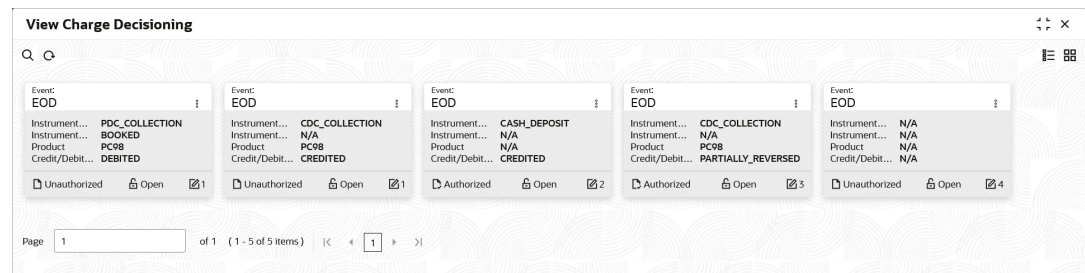 View Charge Decisioning
Event:
EOD
Instrument... PDC_COLLECTION
Instrument... BOOKED
Product PC98
Credit/Debit... DEBITED
Unauthorized Open 1
Event:
EOD
Instrument... CDC_COLLECTION
Instrument... N/A
Product PC98
Credit/Debit... CREDITED
Unauthorized Open 1
Event:
EOD
Instrument... CASH_DEPOSIT
Instrument... N/A
Product N/A
Credit/Debit... CREDITED
Authorized Open 2
Event:
EOD
Instrument... CDC_COLLECTION
Instrument... N/A
Product PC98
Credit/Debit... PARTIALLY_REVERSED
Authorized Open 3
Event:
EOD
Instrument... N/A
Instrument... N/A
Product N/A
Credit/Debit... N/A
Unauthorized Open 4
Page 1 of 1 ( 1 - 5 of 5 items ) 1